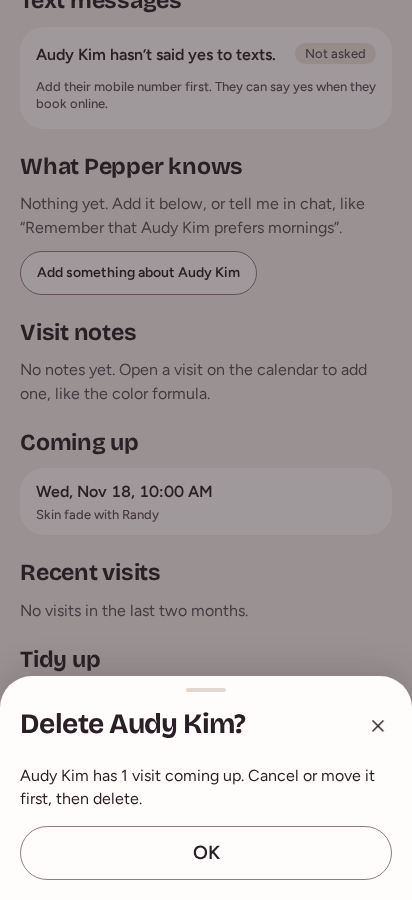 Text messages
Audy Kim hasn’t said yes to texts.
Not asked
Add their mobile number first. They can say yes when they
book online.
What Pepper knows
Nothing yet. Add it below, or tell me in chat, like
“Remember that Audy Kim prefers mornings”.
Add something about Audy Kim
Visit notes
No notes yet. Open a visit on the calendar to add
one, like the color formula.
Coming up
Wed, Nov 18, 10:00 AM
Skin fade with Randy
Recent visits
No visits in the last two months.
Tidy up
Delete Audy Kim?
Audy Kim has 1 visit coming up. Cancel or move it
first, then delete.
OK